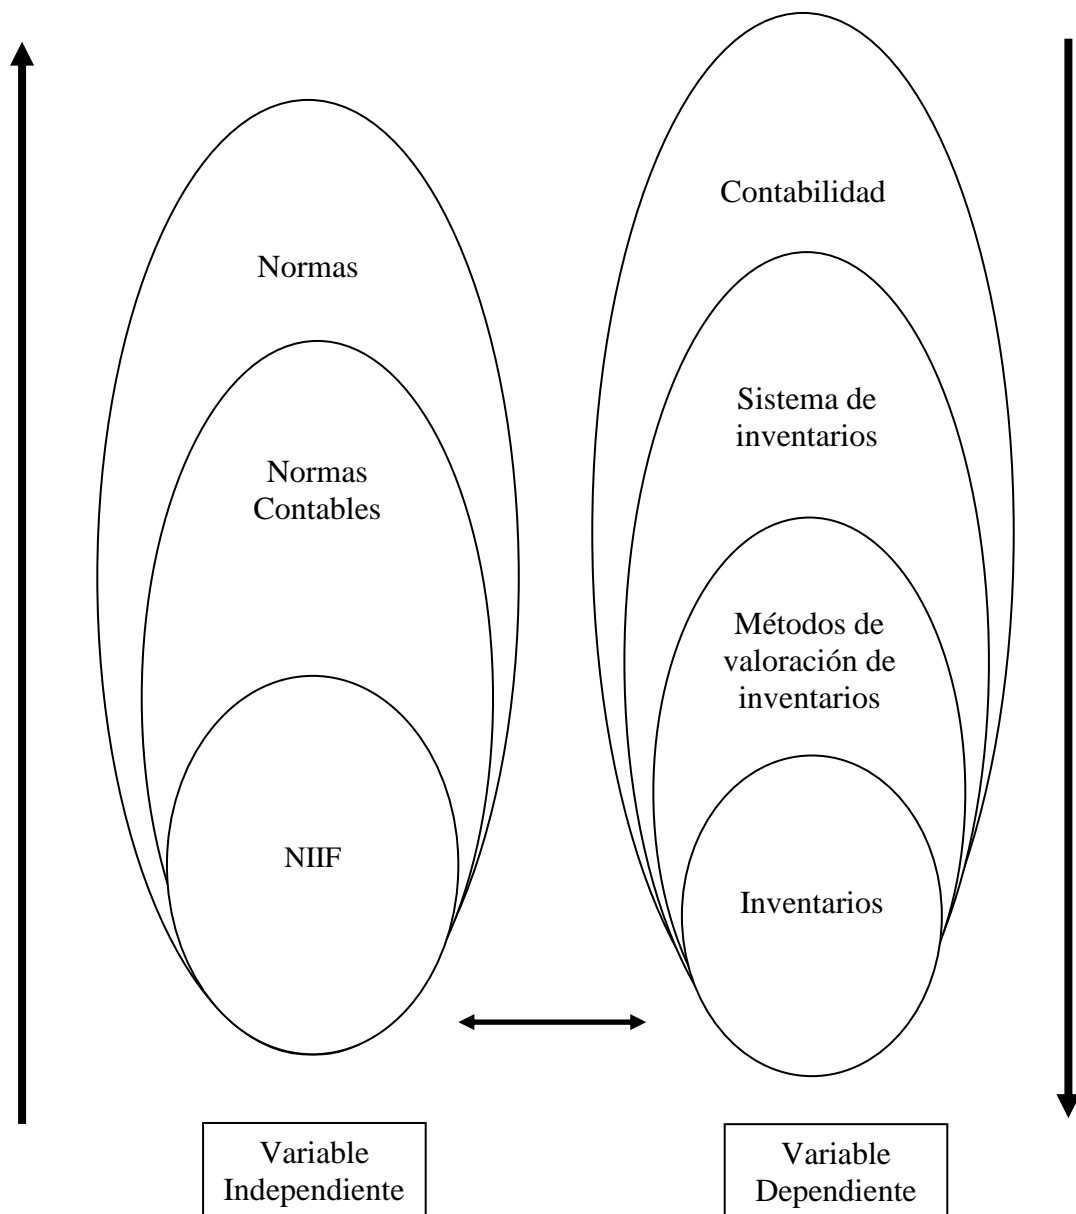 Contabilidad
Normas
Sistema de
inventarios
Normas
Contables
Métodos de
valoración de
inventarios
NIIF
Inventarios
Variable
Independiente
Variable
Dependiente